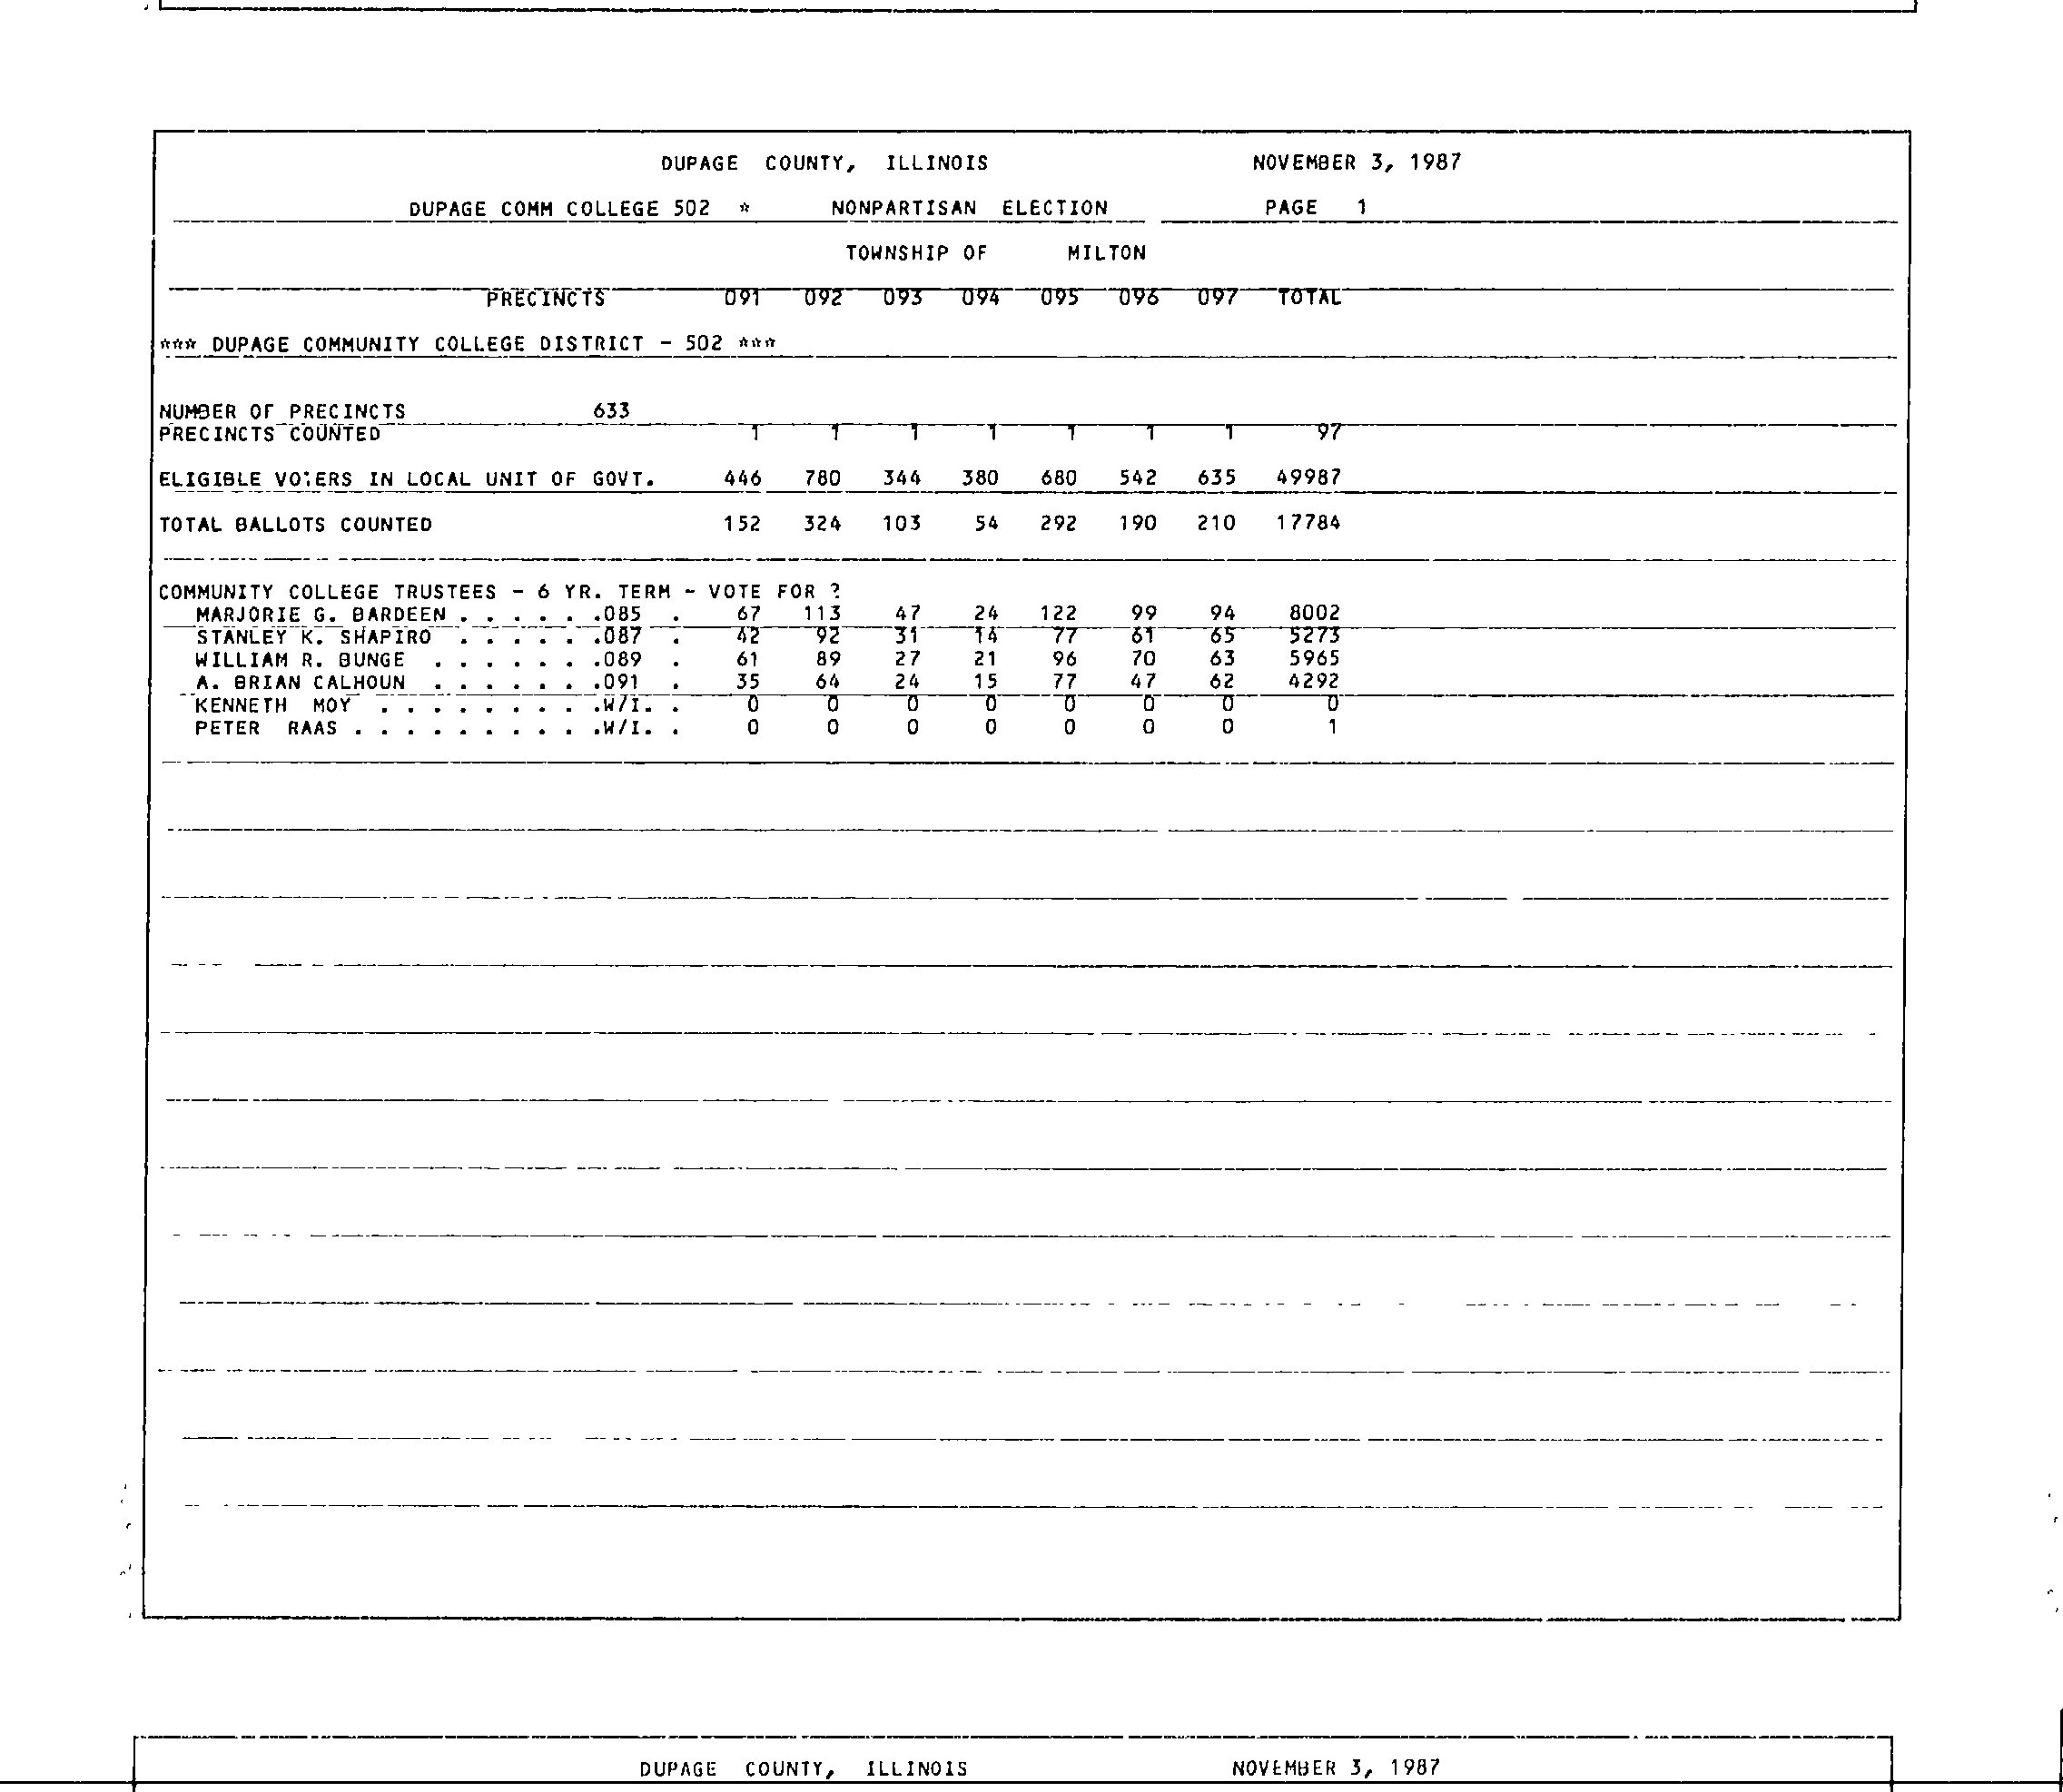 DUPAGE COUNTY, ILLINOIS NOVEMBER 3, 1987
DUPAGE COMM COLLEGE 502 * NONPARTISAN ELECTION PAGE 1
TOWNSHIP OF MILTON
PRECINCTS 091 092 093 094 095 096 097 TOTAL
*** DUPAGE COMMUNITY COLLEGE DISTRICT - 502 ***
NUMBER OF PRECINCTS 633
PRECINCTS COUNTED 1 1 1 1 1 1 1 97
ELIGIBLE VOTERS IN LOCAL UNIT OF GOVT. 446 780 344 380 680 542 635 49987
TOTAL BALLOTS COUNTED 152 324 103 54 292 190 210 17784
COMMUNITY COLLEGE TRUSTEES - 6 YR. TERM - VOTE FOR
MARJORIE G. BARDEEN . . . . . .085 . 67 113 47 24 122 99 94 8002
STANLEY K. SHAPIRO . . . . . .087 . 42 92 31 14 77 61 65 5273
WILLIAM R. BUNGE . . . . . . .089 . 61 89 27 21 96 70 63 5965
A. BRIAN CALHOUN . . . . . . .091 . 35 64 24 15 77 47 62 4292
KENNETH MOY . . . . . . . . .W/I. . 0 0 0 0 0 0 0 0
PETER RAAS . . . . . . . . . .W/I. . 0 0 0 0 0 0 0 1
DUPAGE COUNTY, ILLINOIS NOVEMBER 3, 1987